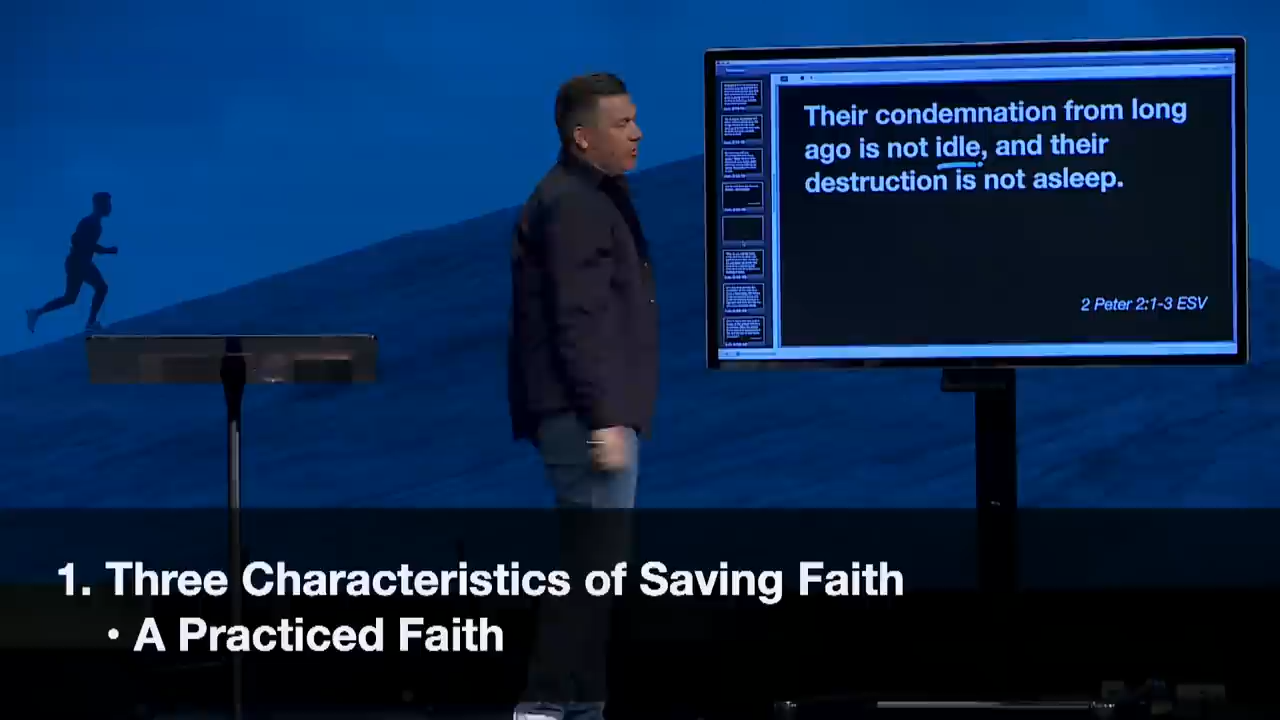 Their condemnation from long
ago is not idle, and their
destruction is not asleep.
2 Peter 2:1-3 ESV
1. Three Characteristics of Saving Faith
• A Practiced Faith